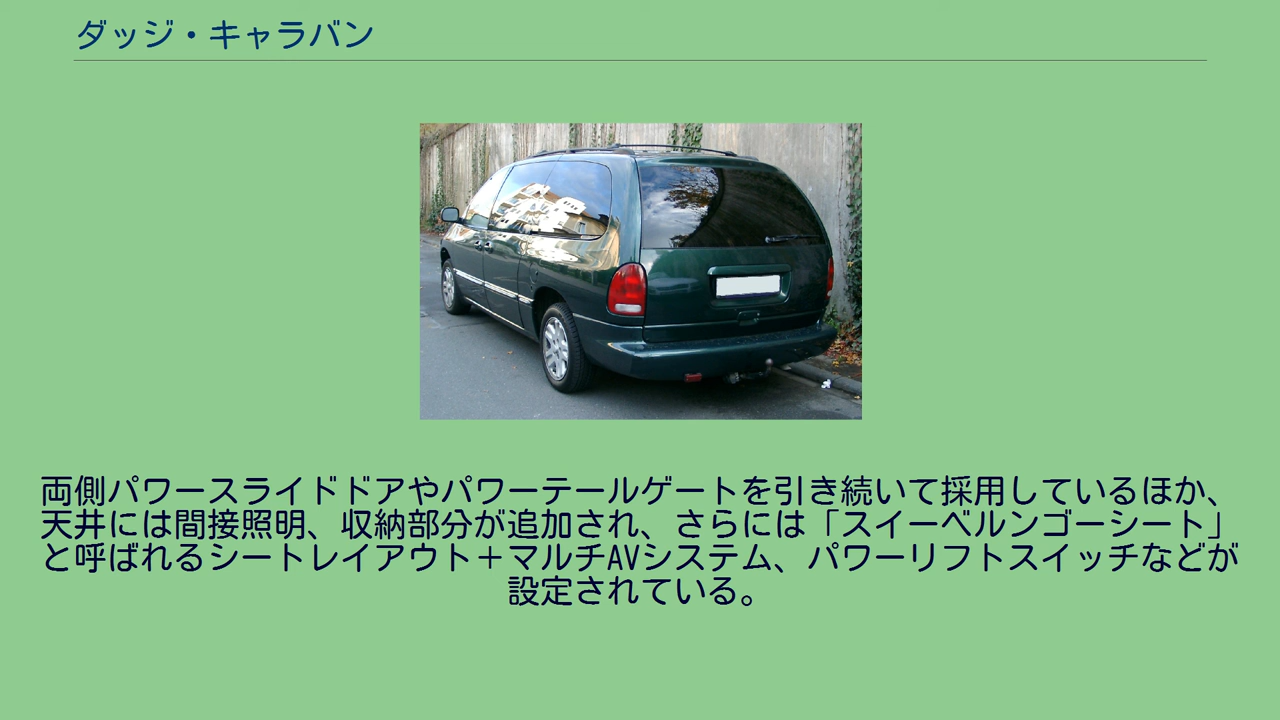 ダッジ・キャラバン
両側パワースライドドアやパワーテールゲートを引き続いて採用しているほか、
天井には間接照明、収納部分が追加され、さらには「スイーベルンゴーシート」
と呼ばれるシートレイアウト＋マルチAVシステム、パワーリフトスイッチなどが
設定されている。